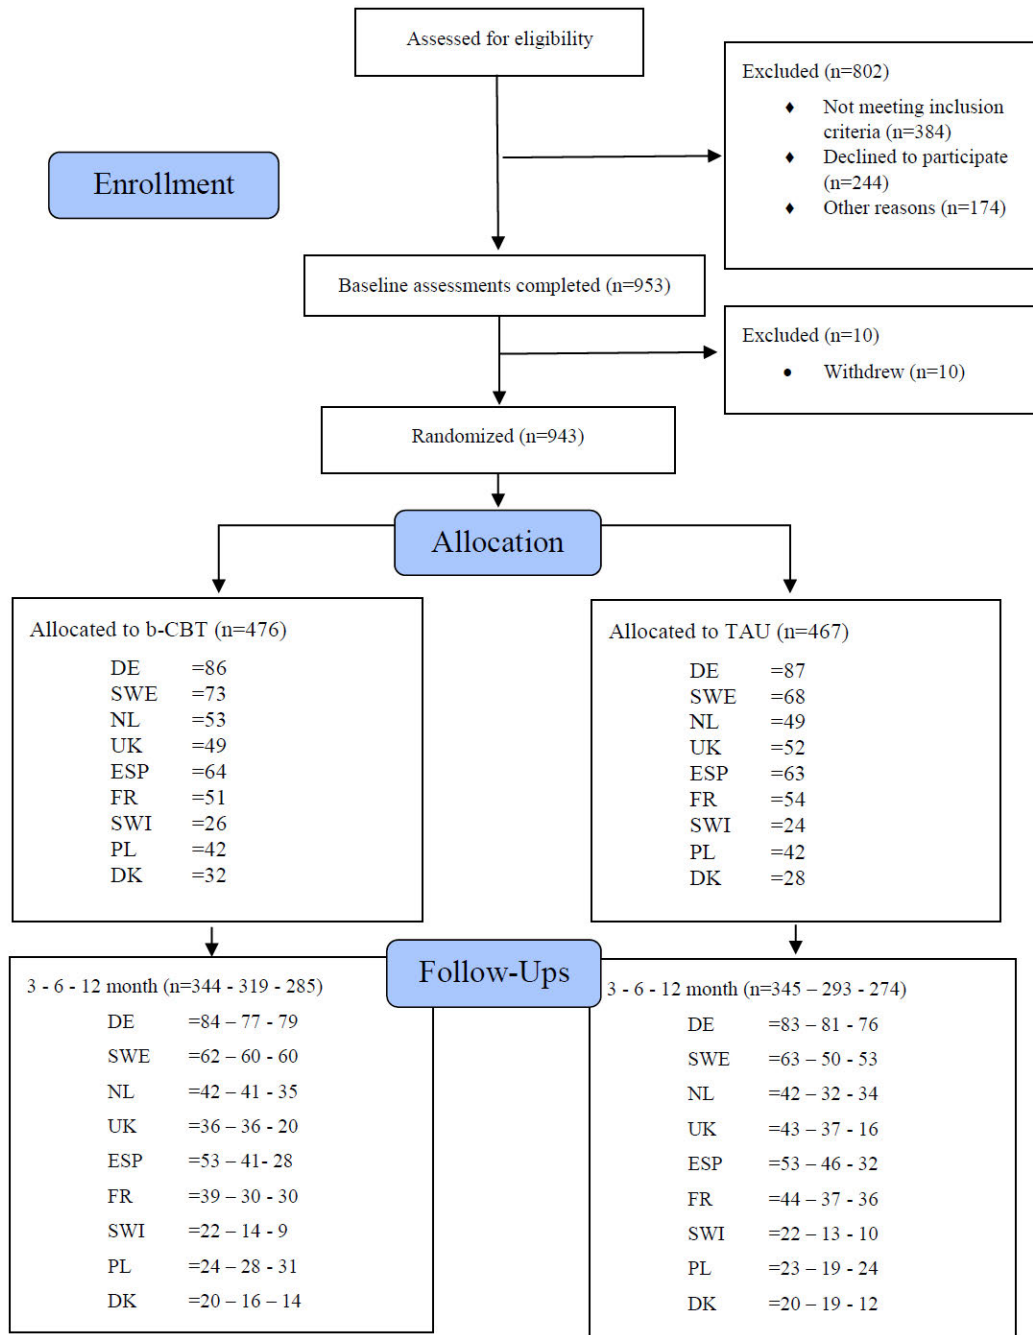 Assessed for eligibility
Excluded (n=802)
♦ Not meeting inclusion
criteria (n=384)
♦ Declined to participate
(n=244)
♦ Other reasons (n=174)
Enrollment
Baseline assessments completed (n=953)
Excluded (n=10)
• Withdrew (n=10)
Randomized (n=943)
Allocation
Allocated to b-CBT (n=476)
DE =86
SWE =73
NL =53
UK =49
ESP =64
FR =51
SWI =26
PL =42
DK =32
Allocated to TAU (n=467)
DE =87
SWE =68
NL =49
UK =52
ESP =63
FR =54
SWI =24
PL =42
DK =28
Follow-Ups
3 - 6 - 12 month (n=344 - 319 - 285)
DE =84 – 77 - 79
SWE =62 – 60 - 60
NL =42 – 41 - 35
UK =36 – 36 - 20
ESP =53 – 41- 28
FR =39 – 30 - 30
SWI =22 – 14 - 9
PL =24 – 28 - 31
DK =20 – 16 – 14
3 - 6 - 12 month (n=345 – 293 - 274)
DE =83 – 81 - 76
SWE =63 – 50 - 53
NL =42 – 32 - 34
UK =43 – 37 - 16
ESP =53 – 46 - 32
FR =44 – 37 - 36
SWI =22 – 13 - 10
PL =23 – 19 - 24
DK =20 – 19 - 12